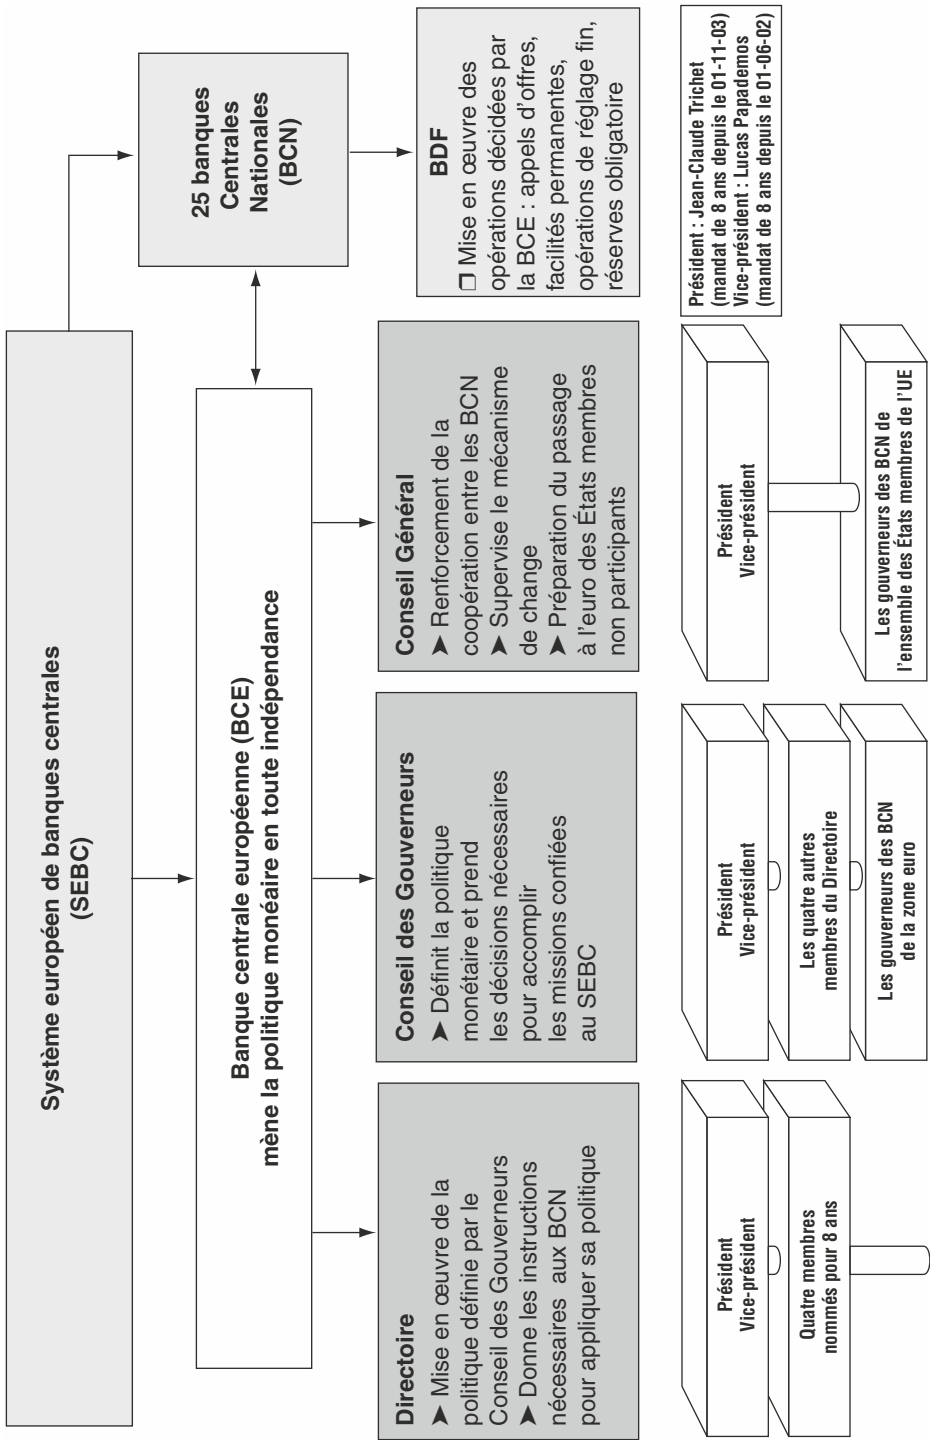 Système européen de banques centrales
(SEBC)
Banque centrale européenne (BCE)
mène la politique monéaire en toute indépendance
25 banques
Centrales
Nationales
(BCN)
Directoire
➤ Mise en œuvre de la
politique définie par le
Conseil des Gouverneurs
➤ Donne les instructions
nécessaires aux BCN
pour appliquer sa politique
Conseil des Gouverneurs
➤ Définit la politique
monétaire et prend
les décisions nécessaires
pour accomplir
les missions confiées
au SEBC
Conseil Général
➤ Renforcement de la
coopération entre les BCN
➤ Supervise le mécanisme
de change
➤ Préparation du passage
à l'euro des États membres
non participants
BDF
❒ Mise en œuvre des
opérations décidées par
la BCE : appels d'offres,
facilités permanentes,
opérations de réglage fin,
réserves obligatoire
Président
Vice-président
Quatre membres
nommés pour 8 ans
Président
Vice-président
Les quatre autres
membres du Directoire
Les gouverneurs des BCN
de la zone euro
Président
Vice-président
Les gouverneurs des BCN de
l'ensemble des États membres de l'UE
Président : Jean-Claude Trichet
(mandat de 8 ans depuis le 01-11-03)
Vice-président : Lucas Papademos
(mandat de 8 ans depuis le 01-06-02)